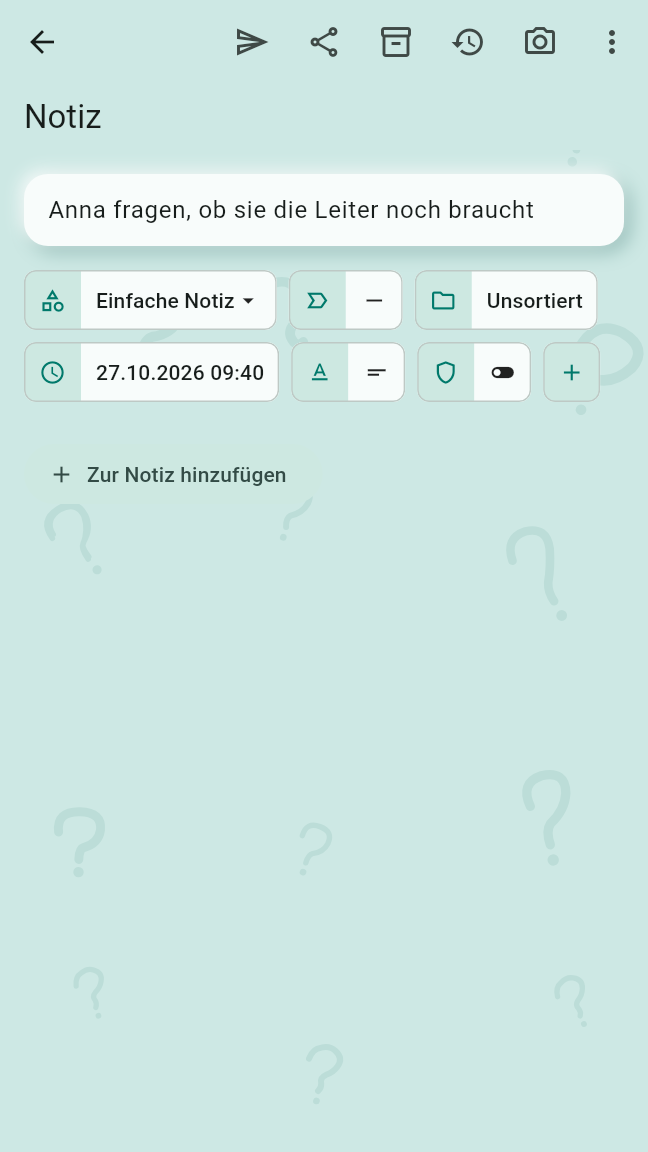 Notiz
Anna fragen, ob sie die Leiter noch braucht
Einfache Notiz
Unsortiert
27.10.2026 09:40
Zur Notiz hinzufügen